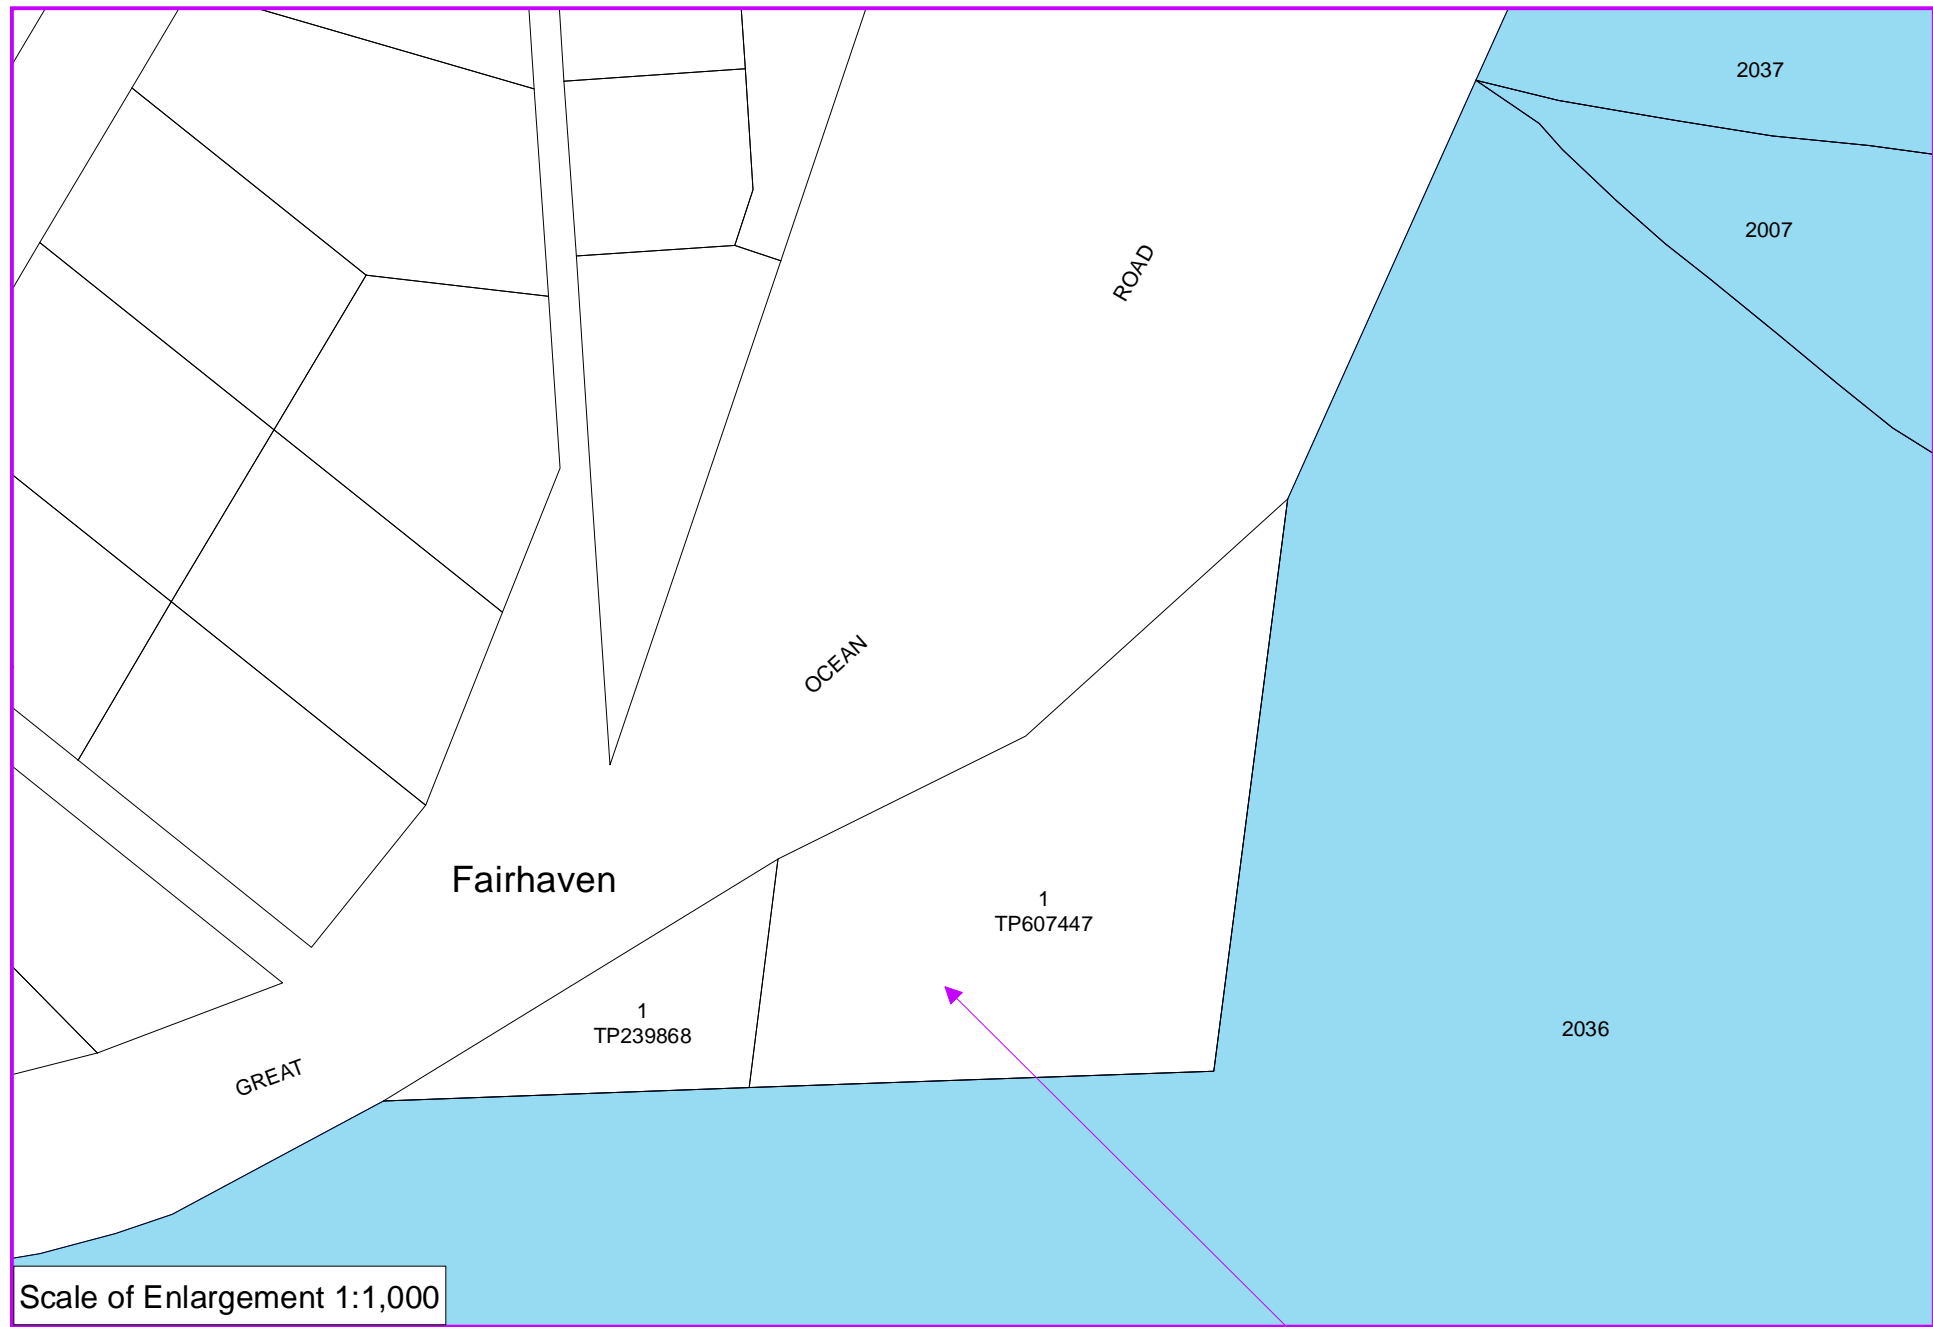 2037
2007
ROAD
OCEAN
Fairhaven
1
TP607447
1
TP239868
2036
GREAT
Scale of Enlargement 1:1,000